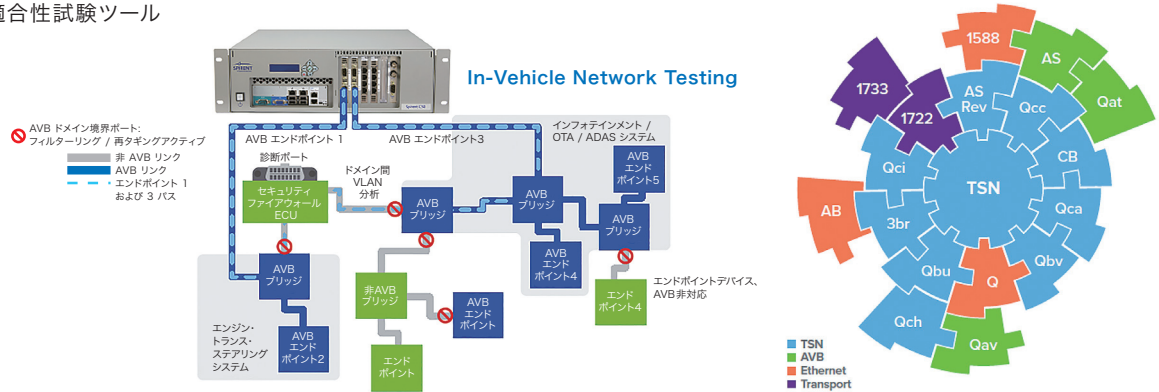 適合性試験ツール
SPIRENT
Spirent C50
In-Vehicle Network Testing
AVB ドメイン境界ポート:
フィルターリング / 再タギングアクティブ
非 AVB リンク
AVB リンク
エンドポイント 1
および 3 パス
AVB エンドポイント 1
AVB エンドポイント3
インフォテインメント /
OTA / ADAS システム
診断ポート
セキュリティ
ファイアウォール
ECU
ドメイン間
VLAN
分析
AVB
ブリッジ
AVB
ブリッジ
AVB
エンド
ポイント5
AVB
ブリッジ
AVB
エンド
ポイント4
エンド
ポイント4
エンドポイントデバイス、
AVB非対応
AVB
ブリッジ
AVB
エンド
ポイント2
エンジン・
トランス・
ステアリング
システム
非AVB
ブリッジ
AVB
エンド
ポイント
エンド
ポイント
1588
AS
Qat
1733
1722
AS
Rev
Qcc
CB
Qci
TSN
Qca
AB
3br
Qbv
Qbu
Q
Qch
Qav
TSN
AVB
Ethernet
Transport